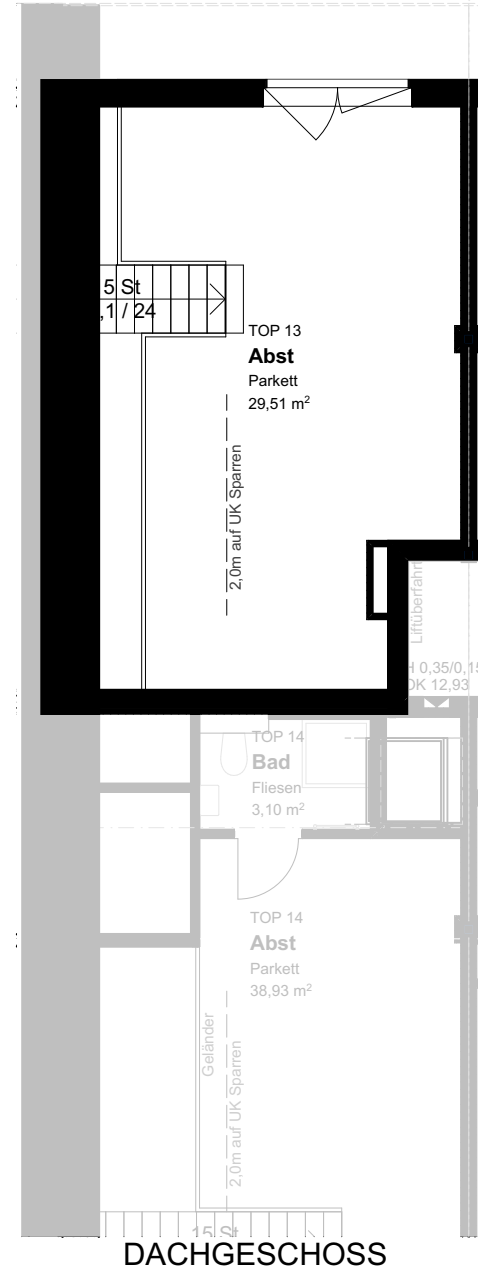 5 St
,1 / 24
TOP 13
Abst
Parkett
29,51 m²
2,0m auf UK Sparren
Liftüberfahrt
H 0,35/0,15
OK 12,93
TOP 14
Bad
Fliesen
3,10 m²
TOP 14
Abst
Parkett
38,93 m²
Geländer
2,0m auf UK Sparren
15 St
DACHGESCHOSS